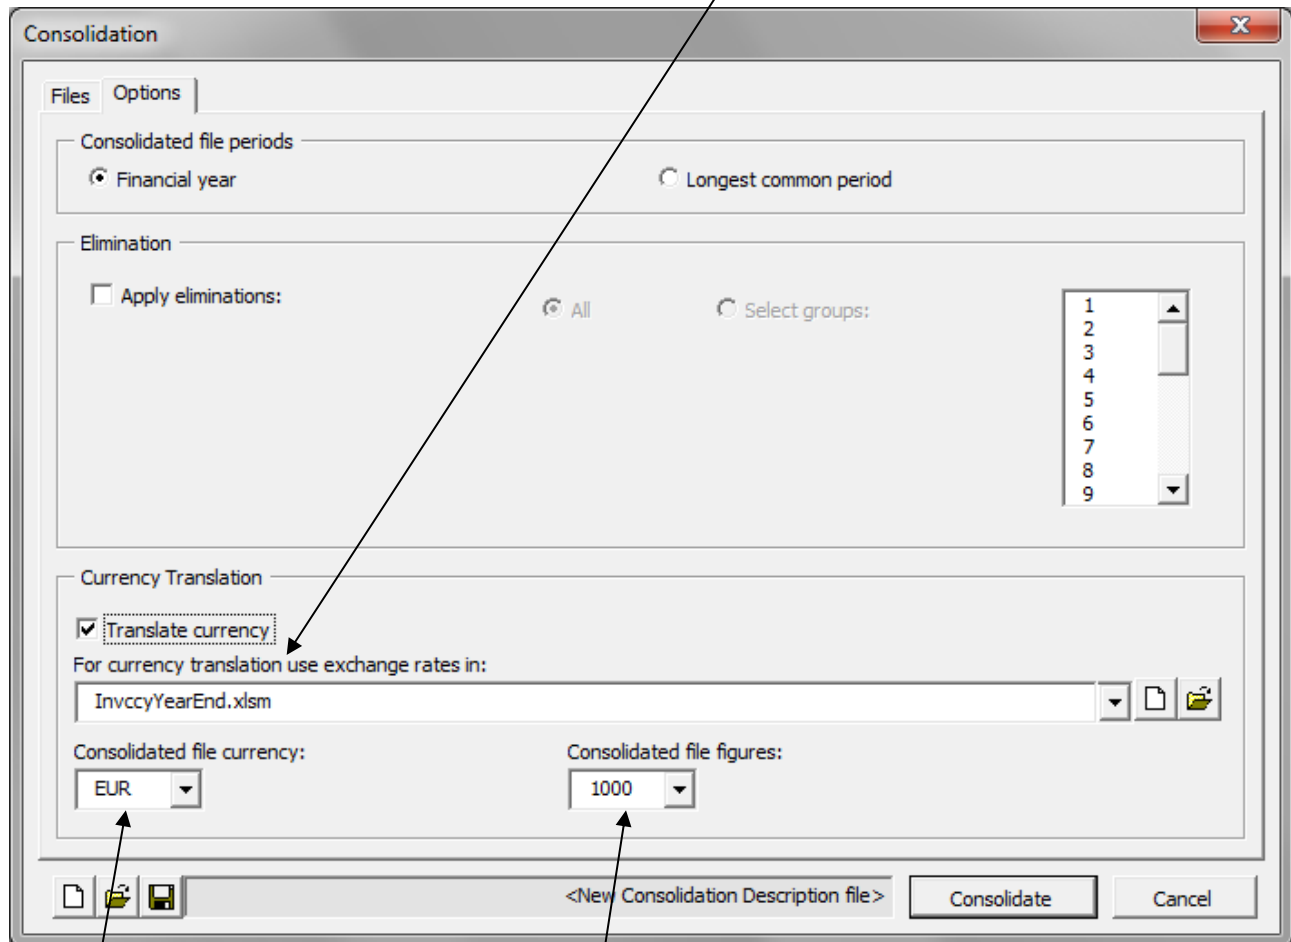 Consolidation
Files Options
Consolidated file periods
Financial year Longest common period
Elimination
Apply eliminations: All Select groups:
1
2
3
4
5
6
7
8
9
Currency Translation
Translate currency
For currency translation use exchange rates in:
InvccyYearEnd.xlsm
Consolidated file currency: Consolidated file figures:
EUR 1000
<New Consolidation Description file> Consolidate Cancel